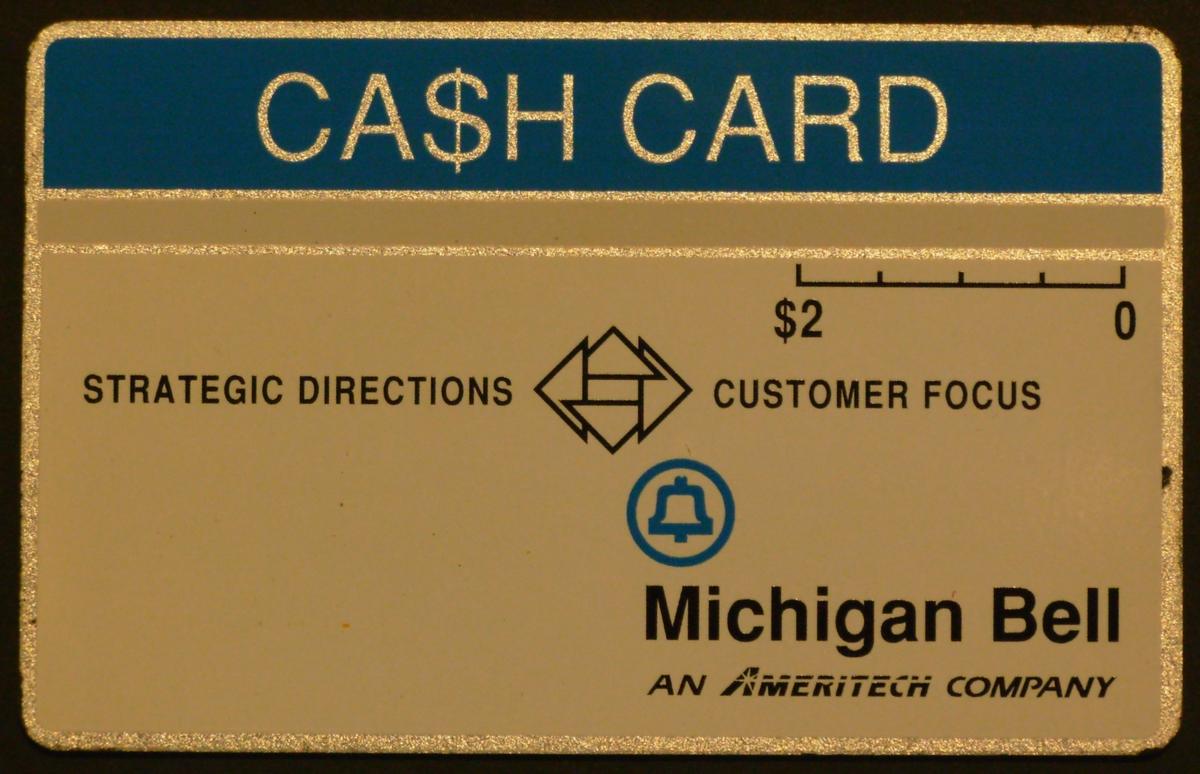 CA$H CARD
$2 0
STRATEGIC DIRECTIONS CUSTOMER FOCUS
Michigan Bell
AN AMERITECH COMPANY